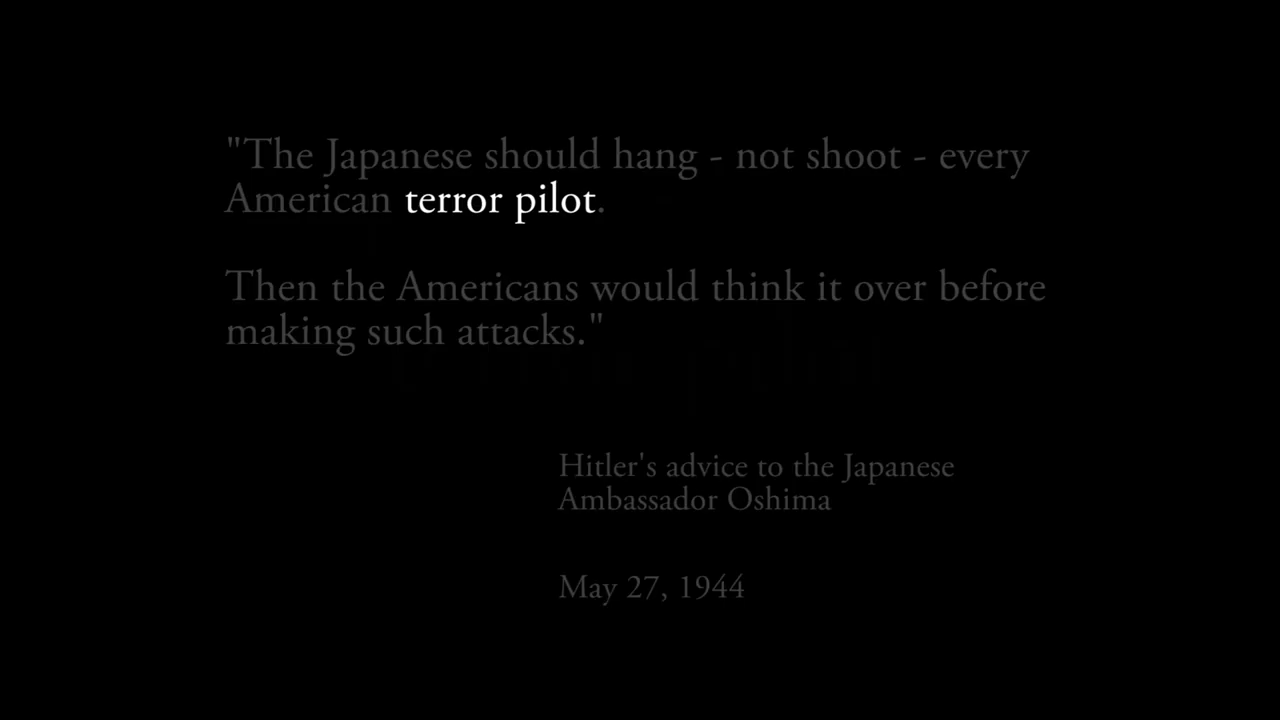 "The Japanese should hang - not shoot - every
American terror pilot.
Then the Americans would think it over before
making such attacks."
Hitler's advice to the Japanese
Ambassador Oshima
May 27, 1944